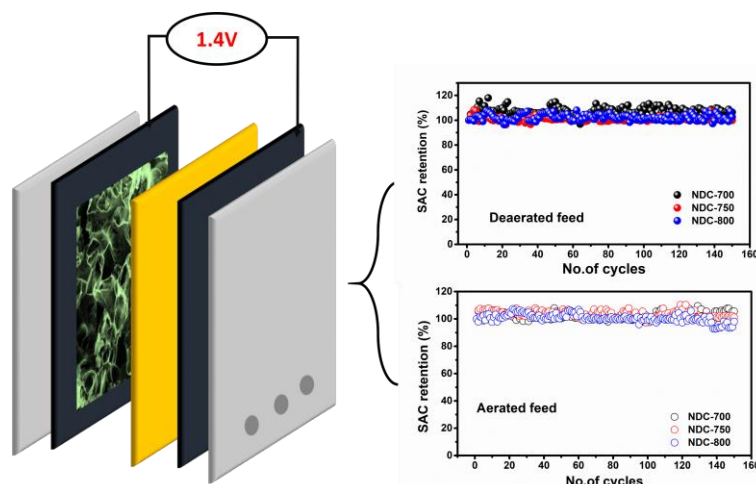 1.4V
SAC retention (%)
120
100
80
60
40
20
0
Deaerated feed
NDC-700
NDC-750
NDC-800
0 20 40 60 80 100 120 140 160
No.of cycles
SAC retention (%)
120
100
80
60
40
20
0
Aerated feed
NDC-700
NDC-750
NDC-800
0 20 40 60 80 100 120 140 160
No.of cycles